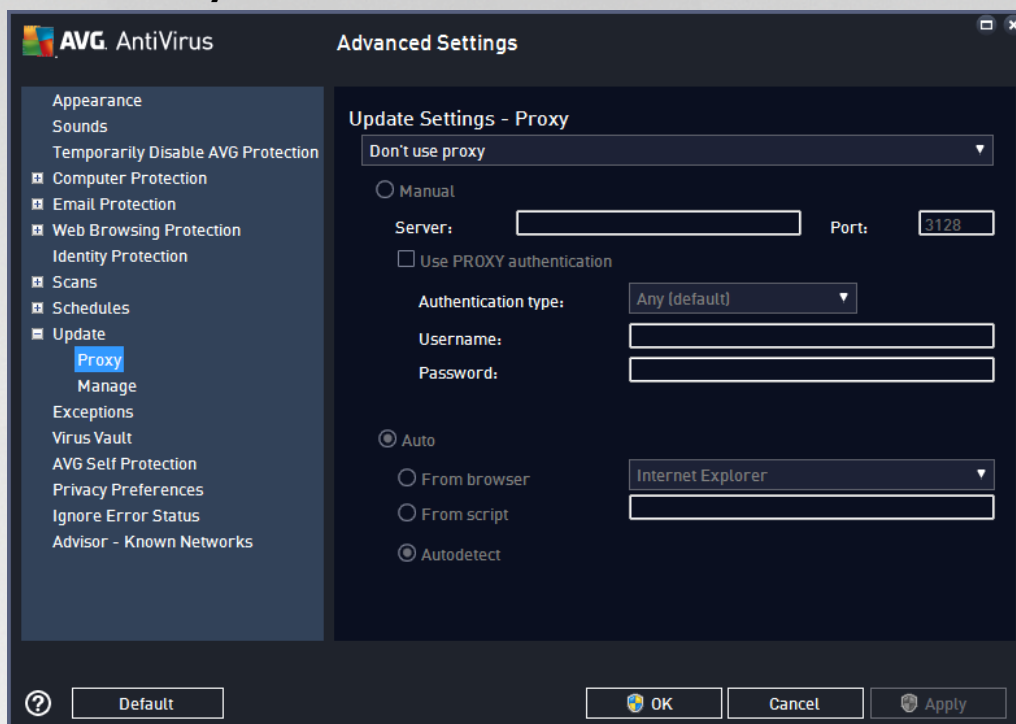 AVG. AntiVirus
Advanced Settings
Appearance
Sounds
Temporarily Disable AVG Protection
Computer Protection
Email Protection
Web Browsing Protection
Identity Protection
Scans
Schedules
Update
Proxy
Manage
Exceptions
Virus Vault
AVG Self Protection
Privacy Preferences
Ignore Error Status
Advisor - Known Networks
Update Settings - Proxy
Don't use proxy
Manual
Server: Port: 3128
Use PROXY authentication
Authentication type: Any (default)
Username:
Password:
Auto
From browser Internet Explorer
From script
Autodetect
? Default OK Cancel Apply